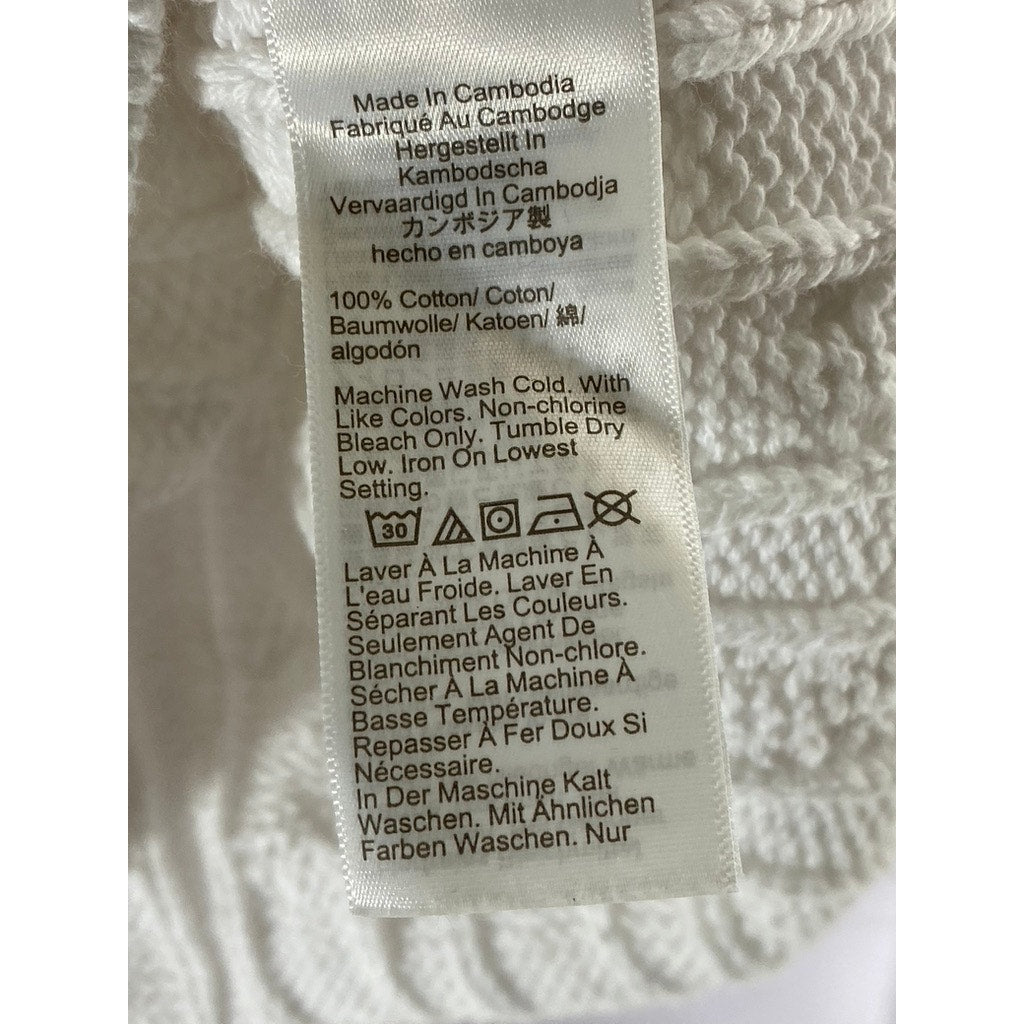 Made In Cambodia
Fabriqué Au Cambodge
Hergestellt In
Kambodscha
Vervaardigd In Cambodja
カンボジア製
hecho en camboya
100% Cotton/ Coton/
Baumwolle/ Katoen/ 綿/
algodón
Machine Wash Cold. With
Like Colors. Non-chlorine
Bleach Only. Tumble Dry
Low. Iron On Lowest
Setting.
30
Laver À La Machine À
L'eau Froide. Laver En
Séparant Les Couleurs.
Seulement Agent De
Blanchiment Non-chlore.
Sécher À La Machine À
Basse Température.
Repasser À Fer Doux Si
Nécessaire.
In Der Maschine Kalt
Waschen. Mit Ähnlichen
Farben Waschen. Nur